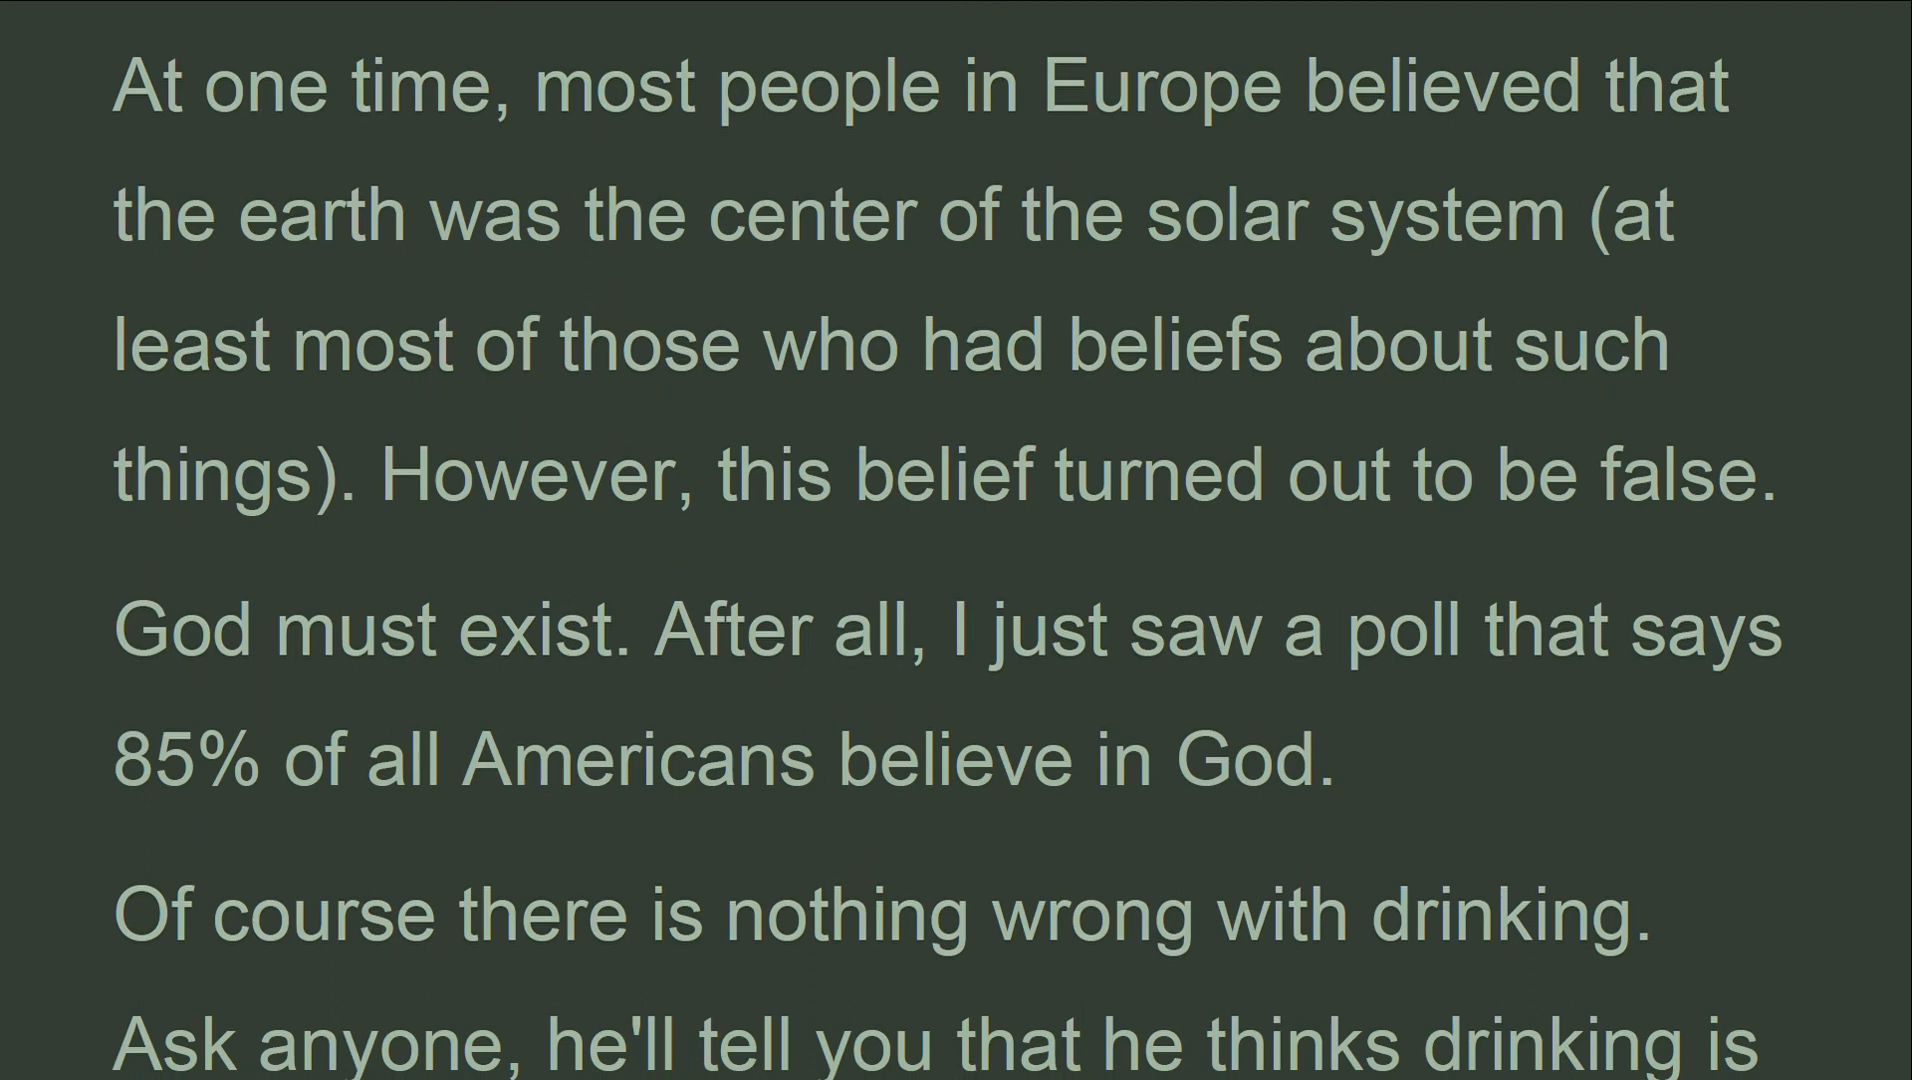 At one time, most people in Europe believed that
the earth was the center of the solar system (at
least most of those who had beliefs about such
things). However, this belief turned out to be false.
God must exist. After all, I just saw a poll that says
85% of all Americans believe in God.
Of course there is nothing wrong with drinking.
Ask anyone, he'll tell you that he thinks drinking is